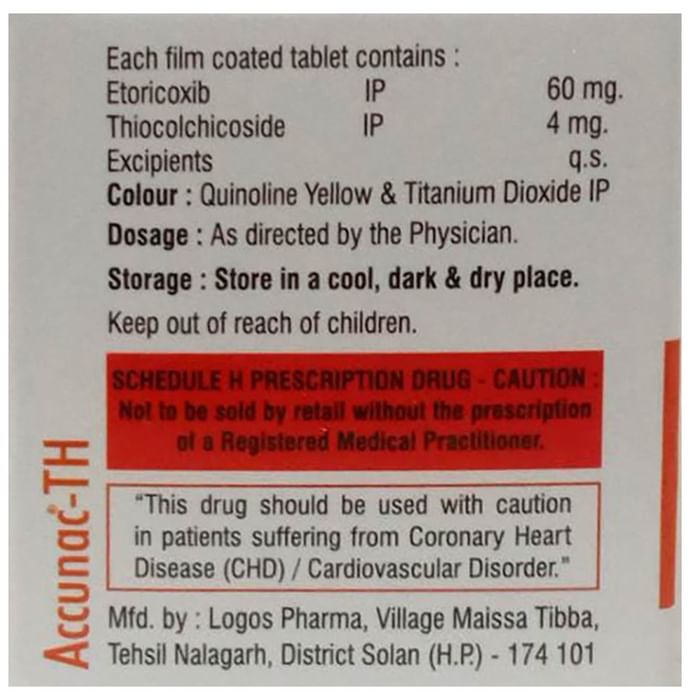 Each film coated tablet contains :
Etoricoxib IP 60 mg.
Thiocolchicoside IP 4 mg.
Excipients q.s.
Colour : Quinoline Yellow & Titanium Dioxide IP
Dosage : As directed by the Physician.
Storage : Store in a cool, dark & dry place.
Keep out of reach of children.
SCHEDULE H PRESCRIPTION DRUG - CAUTION :
Not to be sold by retail without the prescription
of a Registered Medical Practitioner.
"This drug should be used with caution
in patients suffering from Coronary Heart
Disease (CHD) / Cardiovascular Disorder."
Mfd. by : Logos Pharma, Village Maissa Tibba,
Tehsil Nalagarh, District Solan (H.P.) - 174 101
Accunac®-TH